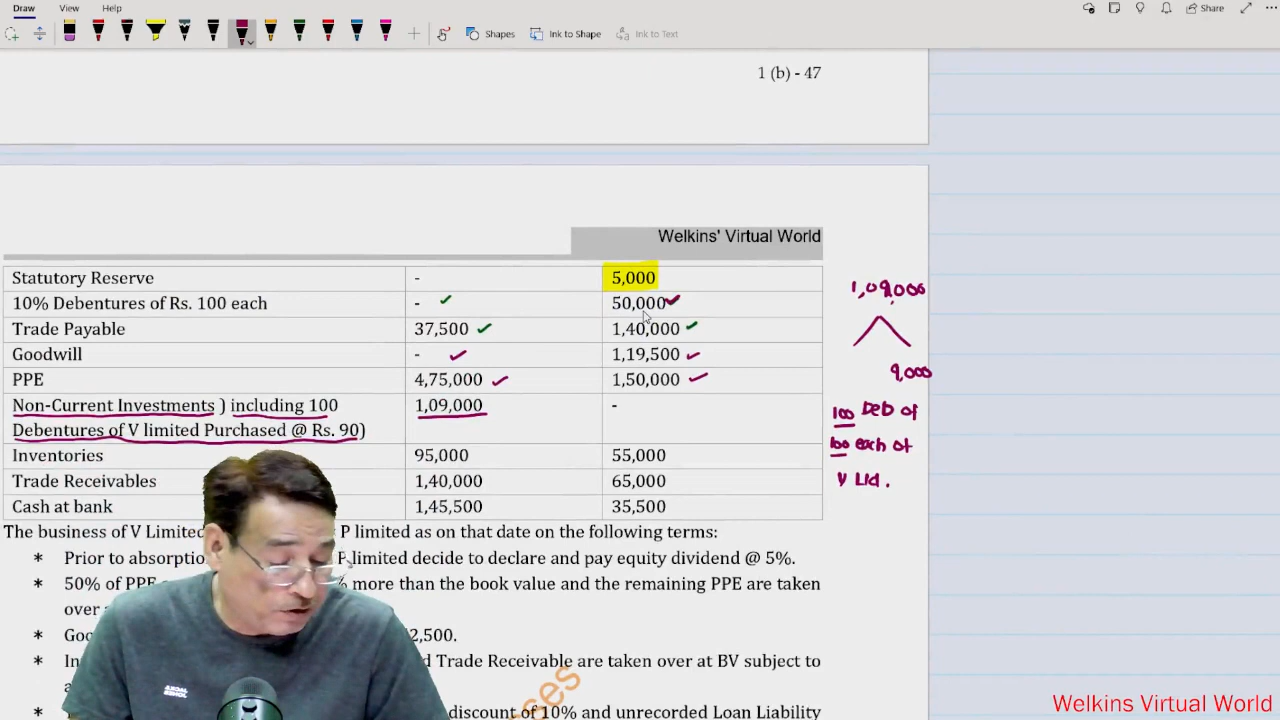 Draw View Help Share
Shapes Ink to Shape Ink to Text
1 (b) - 47
Welkins' Virtual World
Statutory Reserve - 5,000
10% Debentures of Rs. 100 each - 50,000
Trade Payable 37,500 1,40,000
Goodwill - 1,19,500
PPE 4,75,000 1,50,000
Non-Current Investments ) including 100 1,09,000 -
Debentures of V limited Purchased @ Rs. 90)
Inventories 95,000 55,000
Trade Receivables 1,40,000 65,000
Cash at bank 1,45,500 35,500
1,09,000
9,000
100 Deb of
100 each of
V Ltd.
The business of V Limited P limited as on that date on the following terms:
* Prior to absorptio P limited decide to declare and pay equity dividend @ 5%.
* 50% of PPE % more than the book value and the remaining PPE are taken
over
* Goo 2,500.
* In d Trade Receivable are taken over at BV subject to
* discount of 10% and unrecorded Loan Liability
ses
Welkins Virtual World